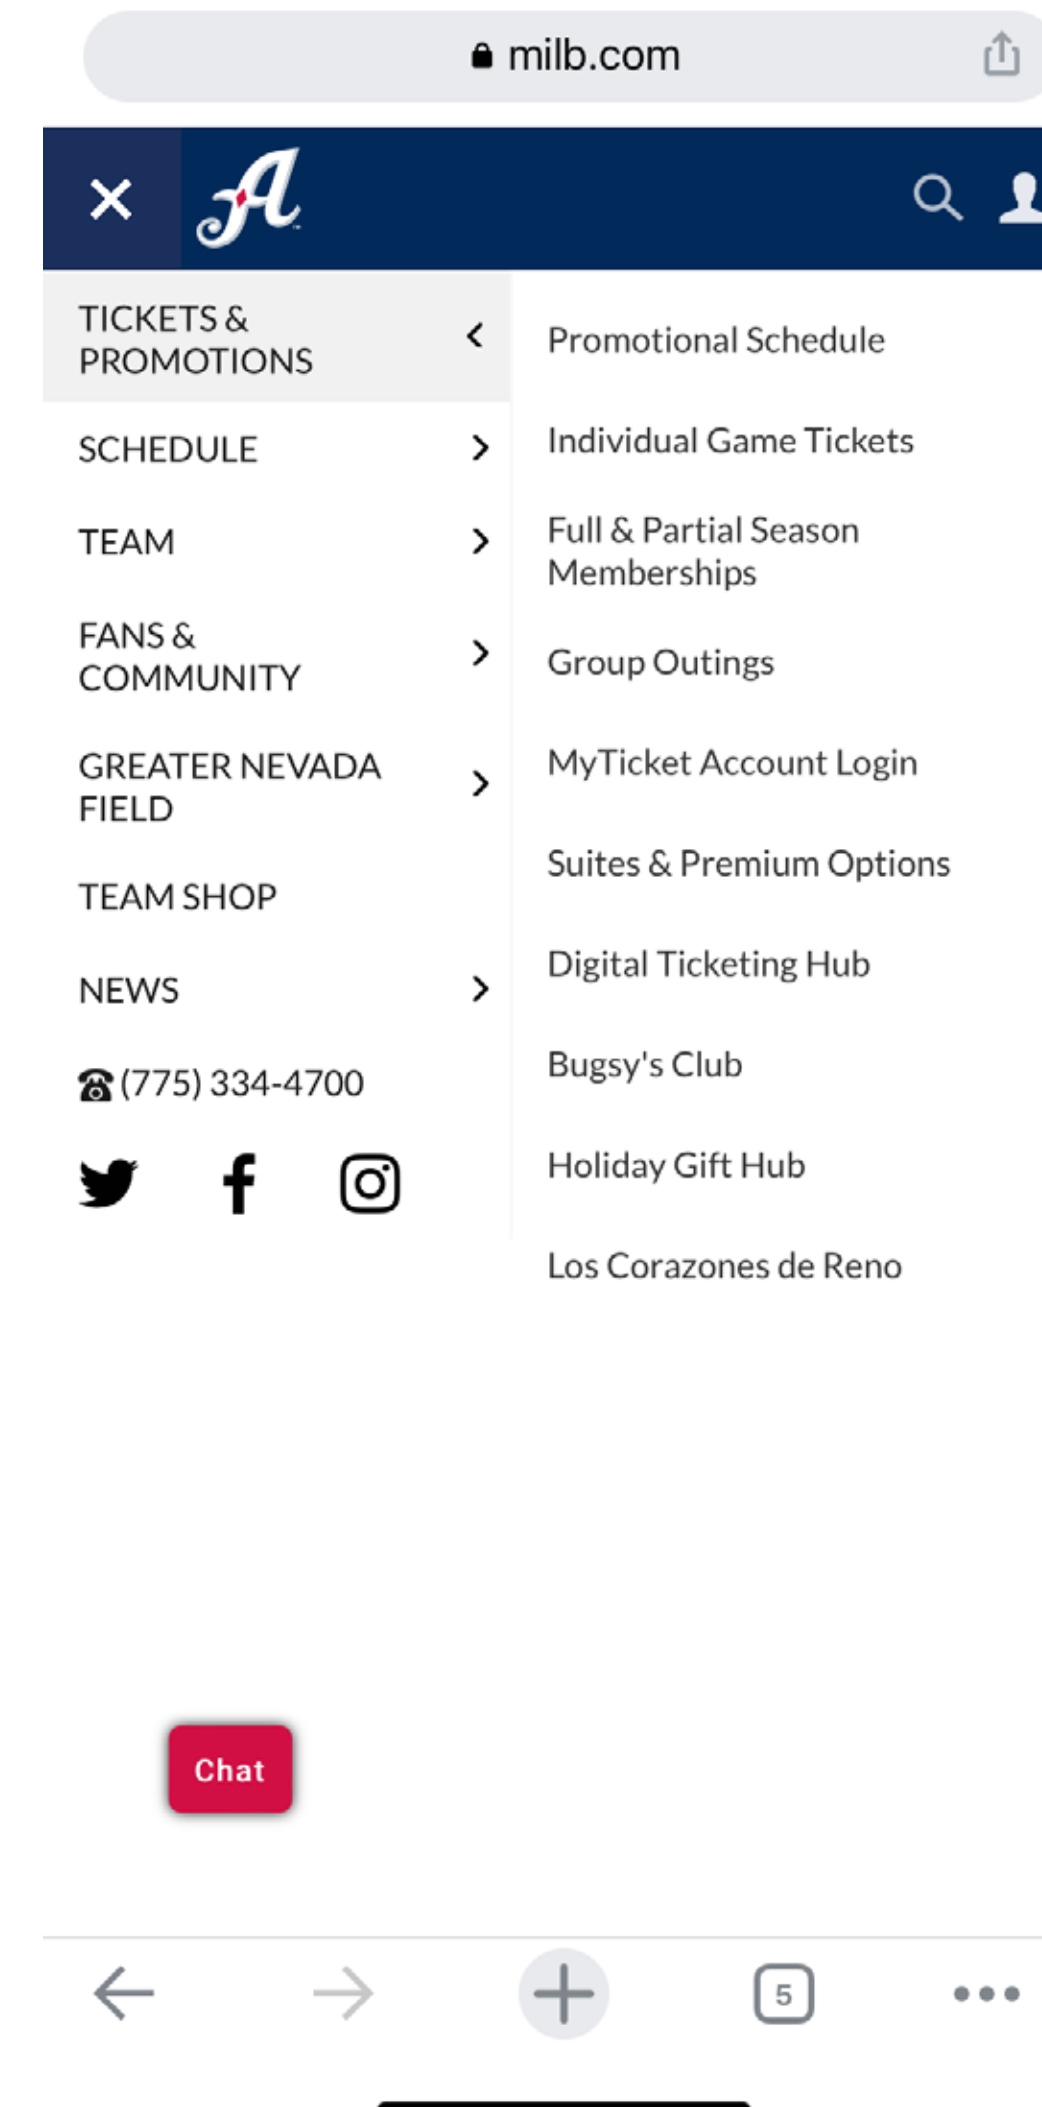 milb.com
A
TICKETS &
PROMOTIONS
SCHEDULE
TEAM
FANS &
COMMUNITY
GREATER NEVADA
FIELD
TEAM SHOP
NEWS
(775) 334-4700
Promotional Schedule
Individual Game Tickets
Full & Partial Season
Memberships
Group Outings
MyTicket Account Login
Suites & Premium Options
Digital Ticketing Hub
Bugsy's Club
Holiday Gift Hub
Los Corazones de Reno
Chat
5